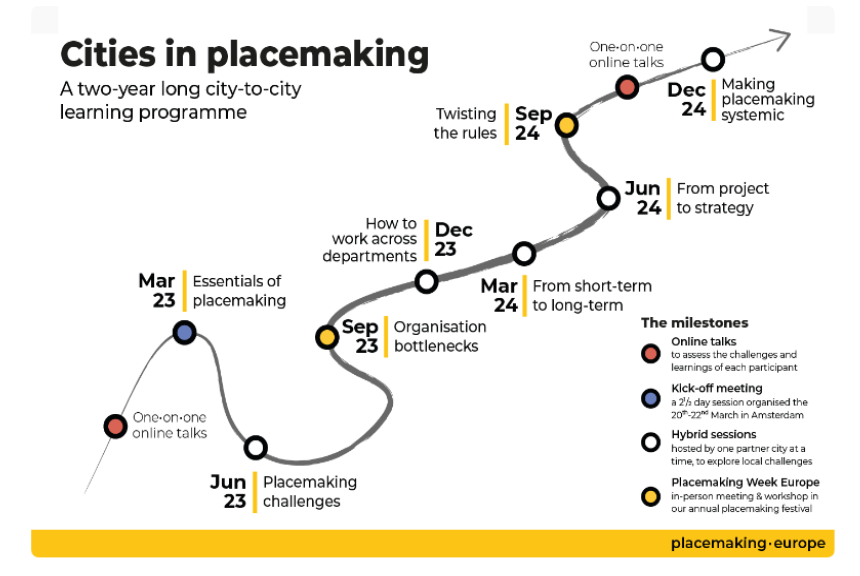 Cities in placemaking
A two-year long city-to-city
learning programme
One·on·one
online talks
Mar
23
Essentials of
placemaking
Jun
23
Placemaking
challenges
Sep
23
Organisation
bottlenecks
How to
work across
departments
Dec
23
Mar
24
From short-term
to long-term
Jun
24
From project
to strategy
Twisting
the rules
Sep
24
One·on·one
online talks
Dec
24
Making
placemaking
systemic
The milestones
Online talks
to assess the challenges and
learnings of each participant
Kick-off meeting
a 2½ day session organised the
20th-22nd March in Amsterdam
Hybrid sessions
hosted by one partner city at a
time, to explore local challenges
Placemaking Week Europe
in-person meeting & workshop in
our annual placemaking festival
placemaking·europe